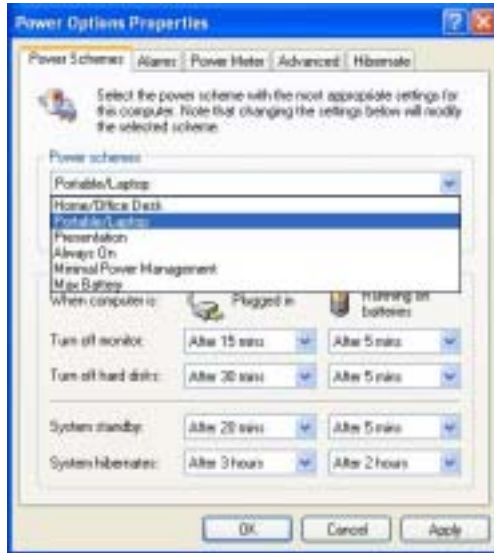 Power Options Properties
Power Schemes Alarms Power Meter Advanced Hibernate
Select the power scheme with the most appropriate settings for
this computer. Note that changing the settings below will modify
the selected scheme.
Power schemes
Portable/Laptop
Home/Office Desk
Portable/Laptop
Presentation
Always On
Minimal Power Management
Max Battery
When computer is: Plugged in Running on
batteries
Turn off monitor: After 15 mins After 5 mins
Turn off hard disks: After 30 mins After 5 mins
System standby: After 20 mins After 5 mins
System hibernates: After 3 hours After 2 hours
OK Cancel Apply